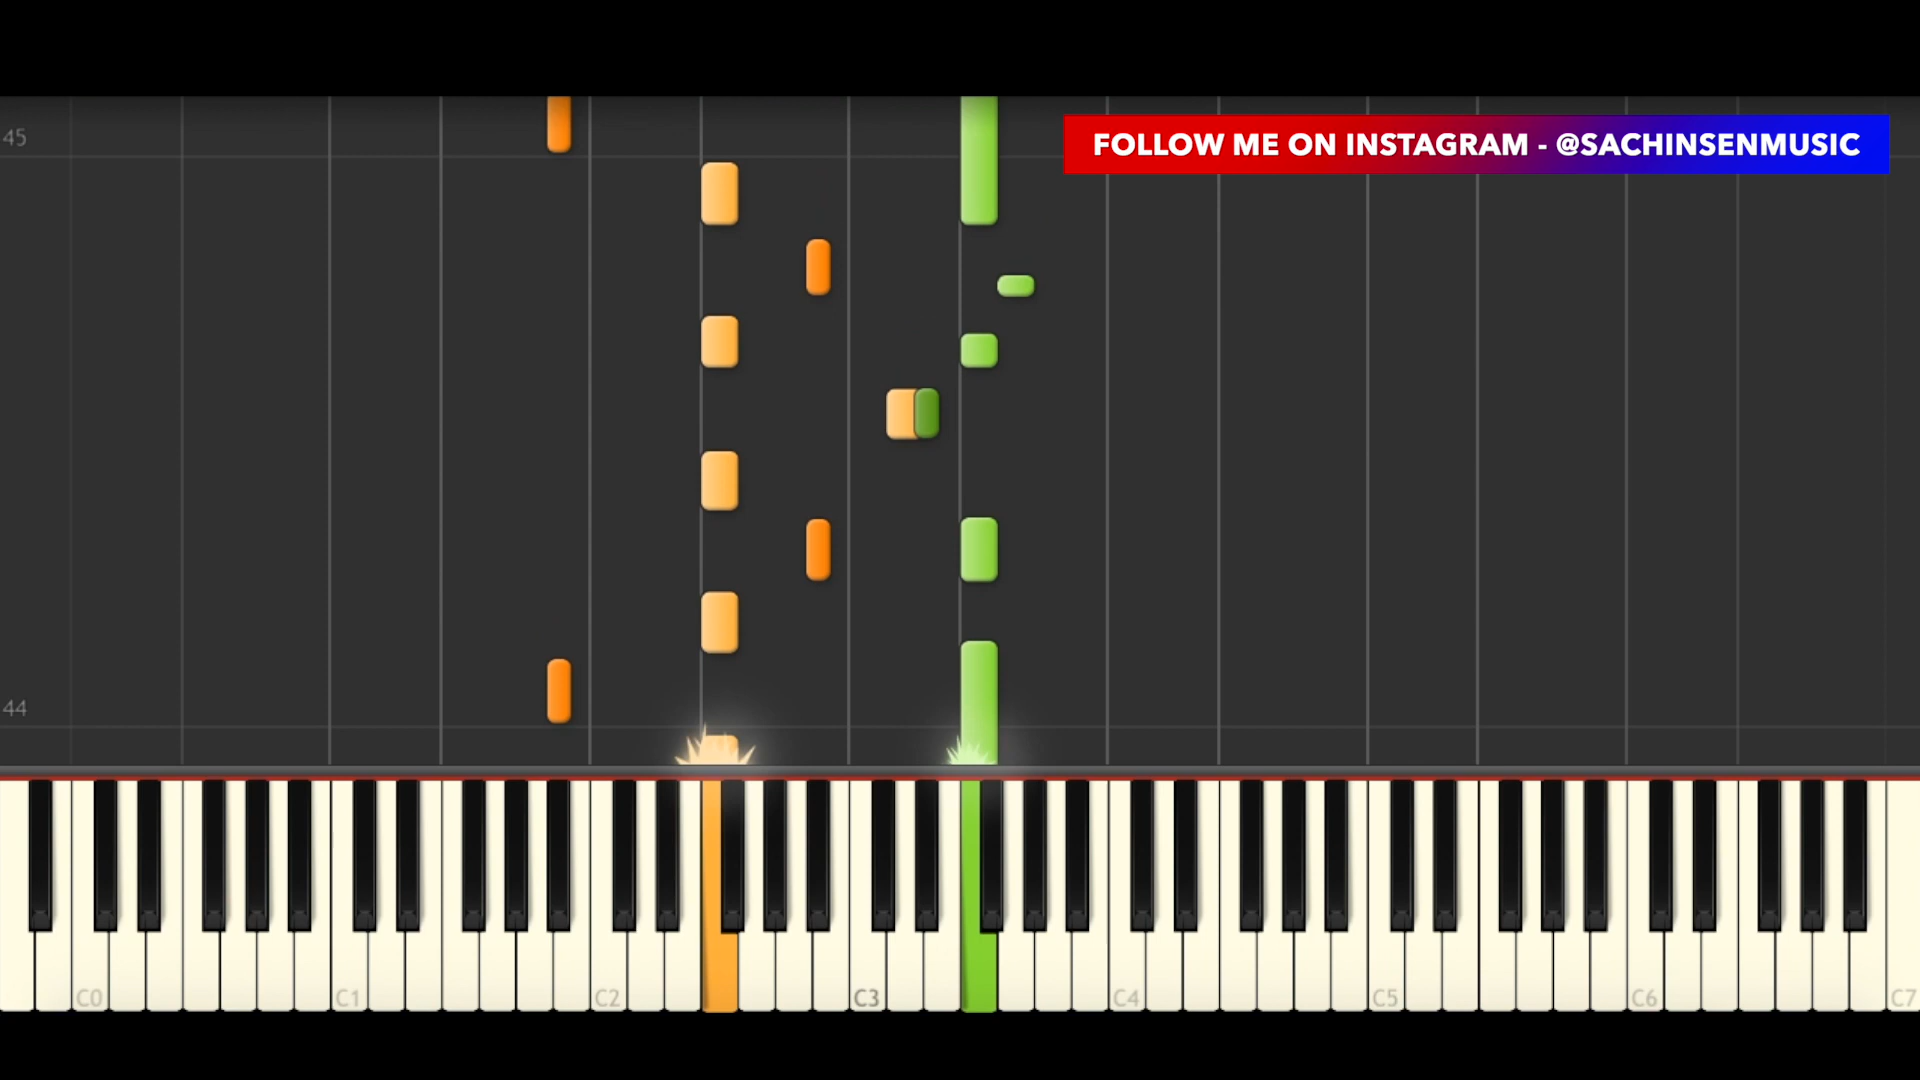 45
FOLLOW ME ON INSTAGRAM - @SACHINSENMUSIC
44
C0
C1
C2
C3
C4
C5
C6
C7